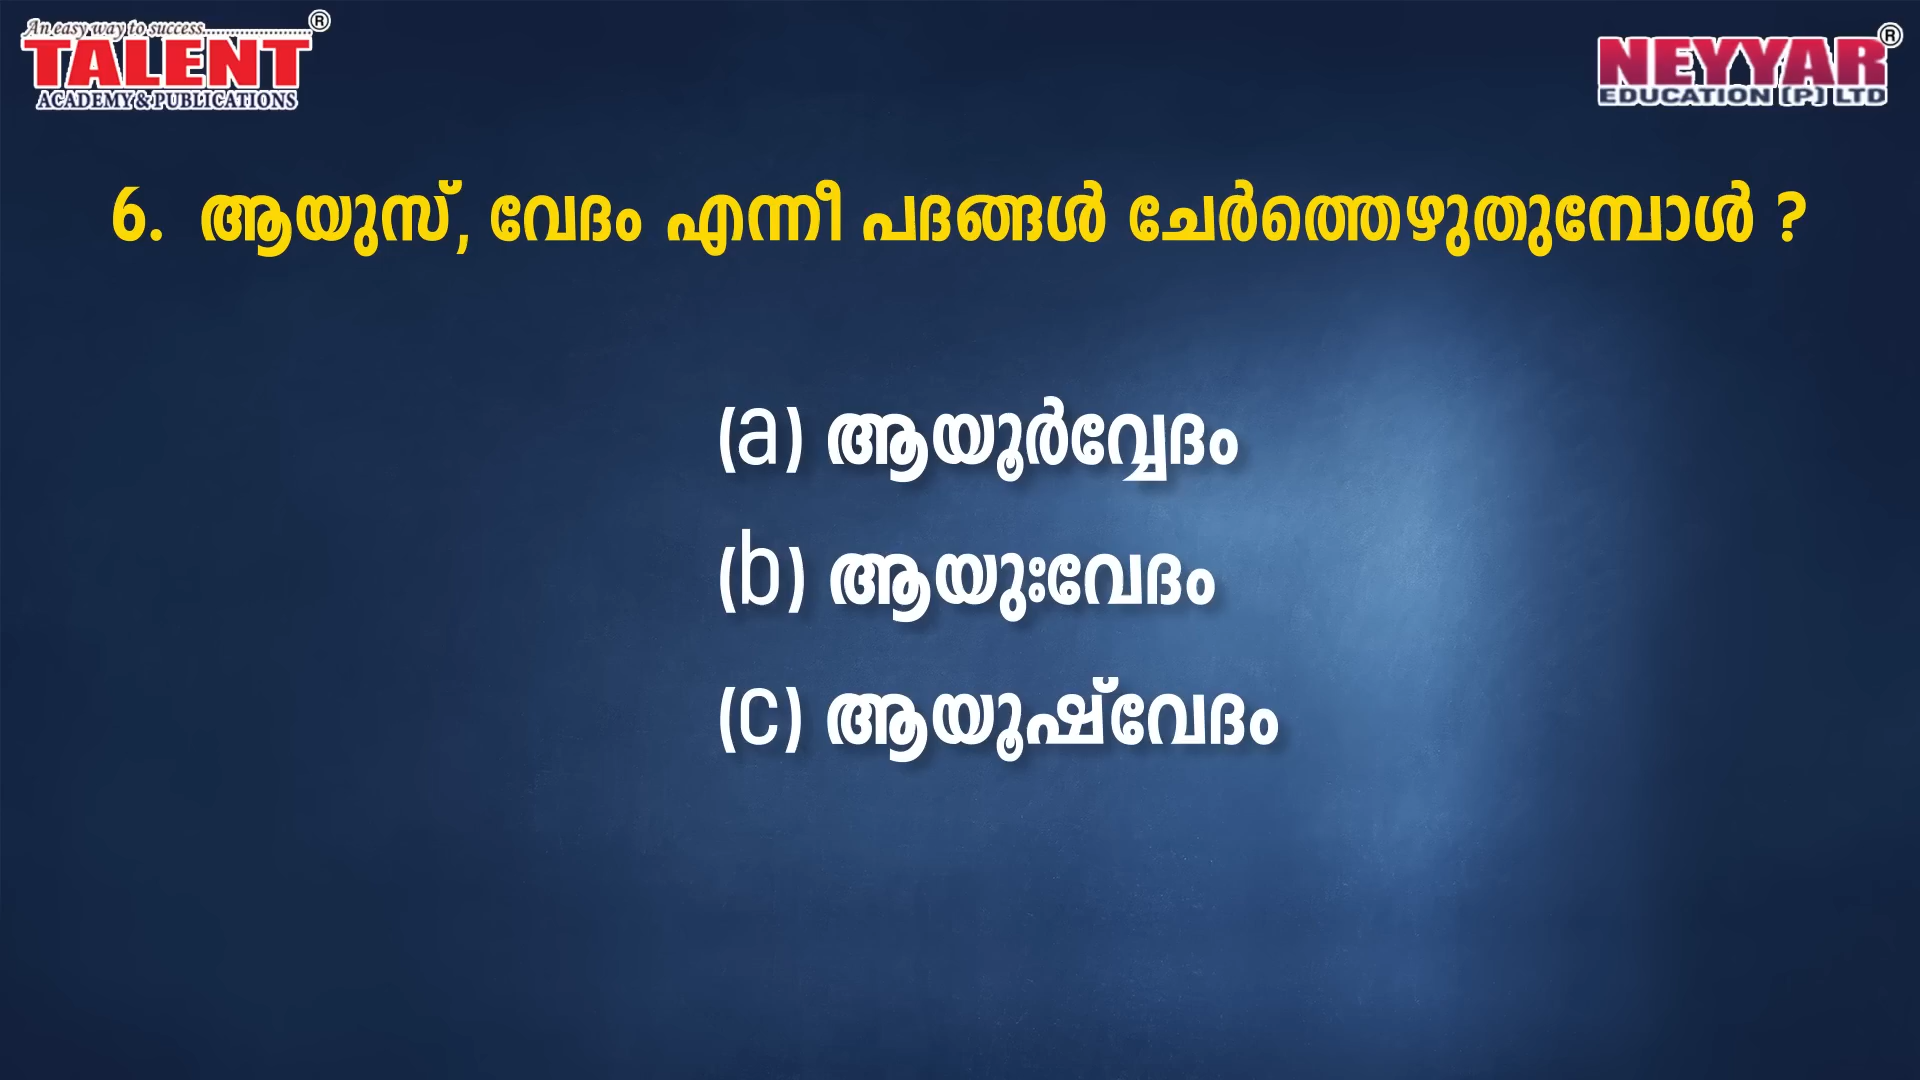 An easy way to success........................®
TALENT
ACADEMY & PUBLICATIONS
NEYYAR®
EDUCATION (P) LTD
6. ആയുസ്, വേദം എന്നീ പദങ്ങൾ ചേർത്തെഴുതുമ്പോൾ ?
(a) ആയൂർവ്വേദം
(b) ആയുഃവേദം
(c) ആയൂഷ്‌വേദം